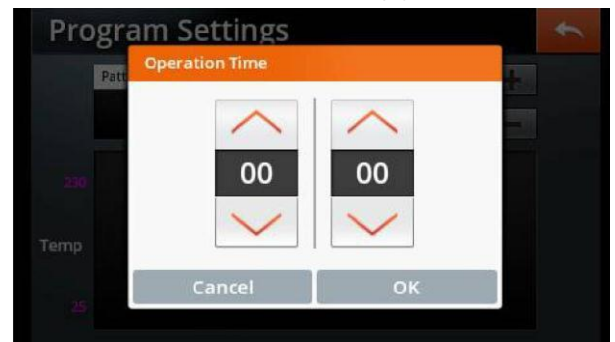 Program Settings
Operation Time
Patt
00
00
230
Temp
25
Cancel
OK